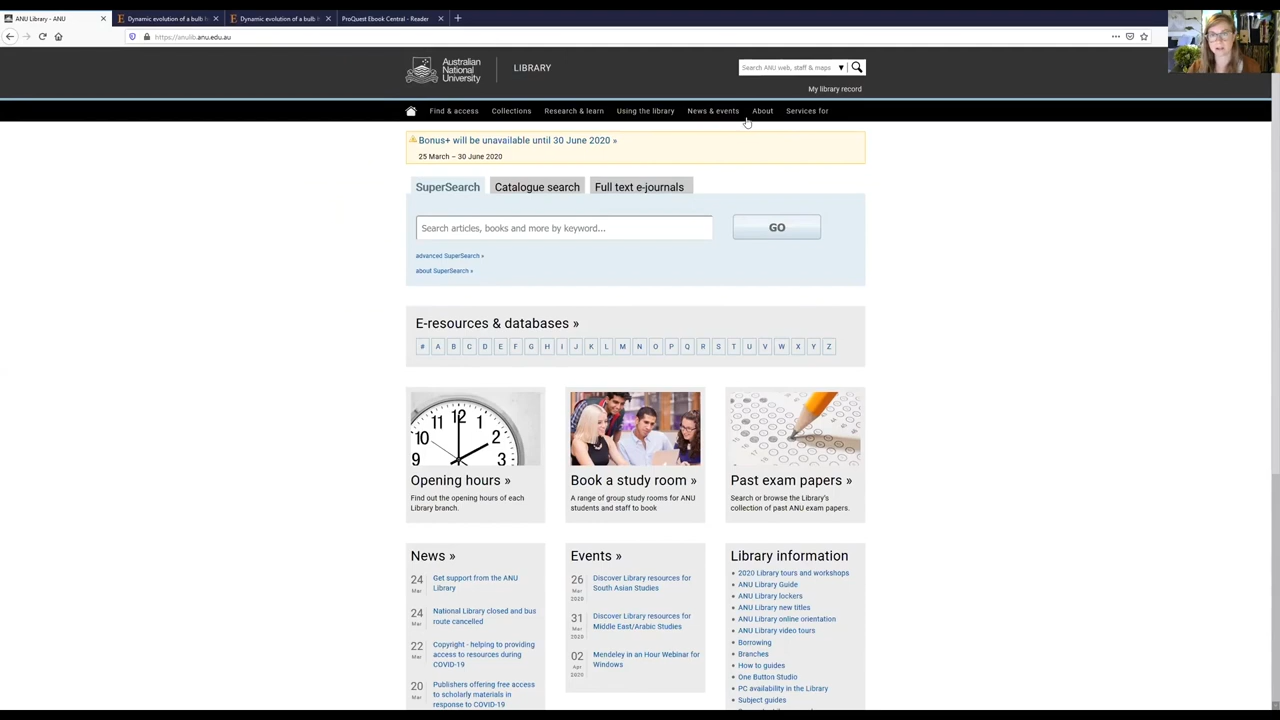 ANU Library - ANU
Dynamic evolution of a bulb
Dynamic evolution of a bulb
ProQuest Ebook Central - Reader
https://anulib.anu.edu.au
Australian
National
University
LIBRARY
Search ANU web, staff & maps
My library record
Find & access
Collections
Research & learn
Using the library
News & events
About
Services for
Bonus+ will be unavailable until 30 June 2020 »
25 March – 30 June 2020
SuperSearch
Catalogue search
Full text e-journals
Search articles, books and more by keyword...
GO
advanced SuperSearch »
about SuperSearch »
E-resources & databases »
# A B C D E F G H I J K L M N O P Q R S T U V W X Y Z
Opening hours »
Find out the opening hours of each
Library branch.
Book a study room »
A range of group study rooms for ANU
students and staff to book
Past exam papers »
Search or browse the Library's
collection of past ANU exam papers.
News »
24
Mar
Get support from the ANU
Library
24
Mar
National Library closed and bus
route cancelled
22
Mar
Copyright - helping to providing
access to resources during
COVID-19
20
Mar
Publishers offering free access
to scholarly materials in
response to COVID-19
Events »
26
Mar
2020
Discover Library resources for
South Asian Studies
31
Mar
2020
Discover Library resources for
Middle East/Arabic Studies
02
Apr
2020
Mendeley in an Hour Webinar for
Windows
Library information
2020 Library tours and workshops
ANU Library Guide
ANU Library lockers
ANU Library new titles
ANU Library online orientation
ANU Library video tours
Borrowing
Branches
How to guides
One Button Studio
PC availability in the Library
Subject guides